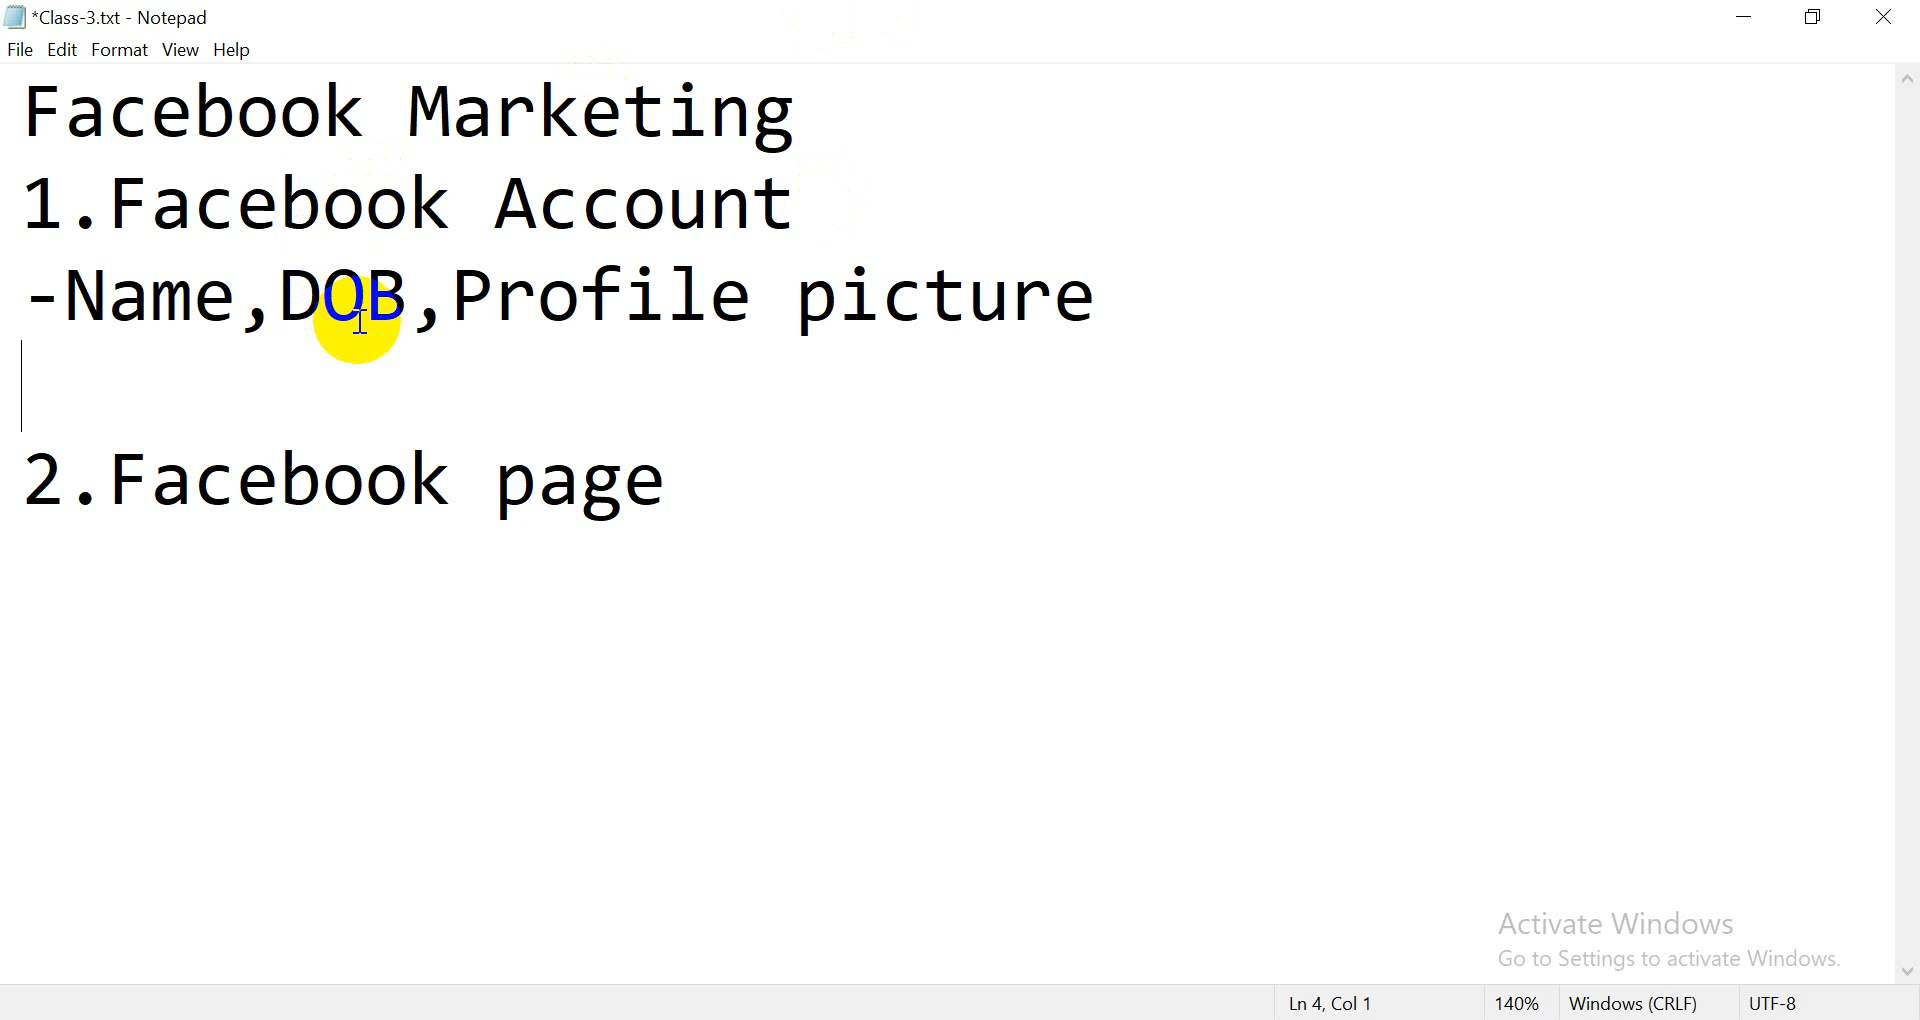 *Class-3.txt - Notepad
File Edit Format View Help
Facebook Marketing
1.Facebook Account
-Name,DOB,Profile picture
2.Facebook page
Activate Windows
Go to Settings to activate Windows.
Ln 4, Col 1 140% Windows (CRLF) UTF-8